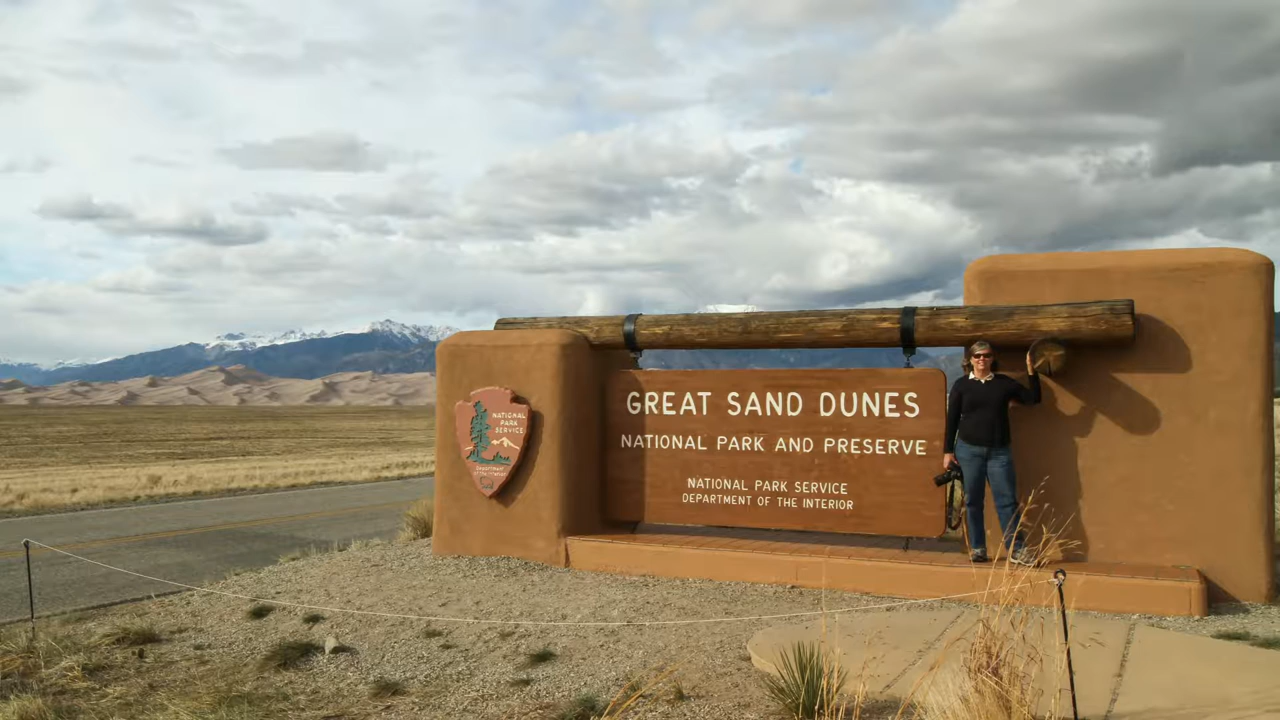 NATIONAL
PARK
SERVICE
GREAT SAND DUNES
NATIONAL PARK AND PRESERVE
NATIONAL PARK SERVICE
DEPARTMENT OF THE INTERIOR